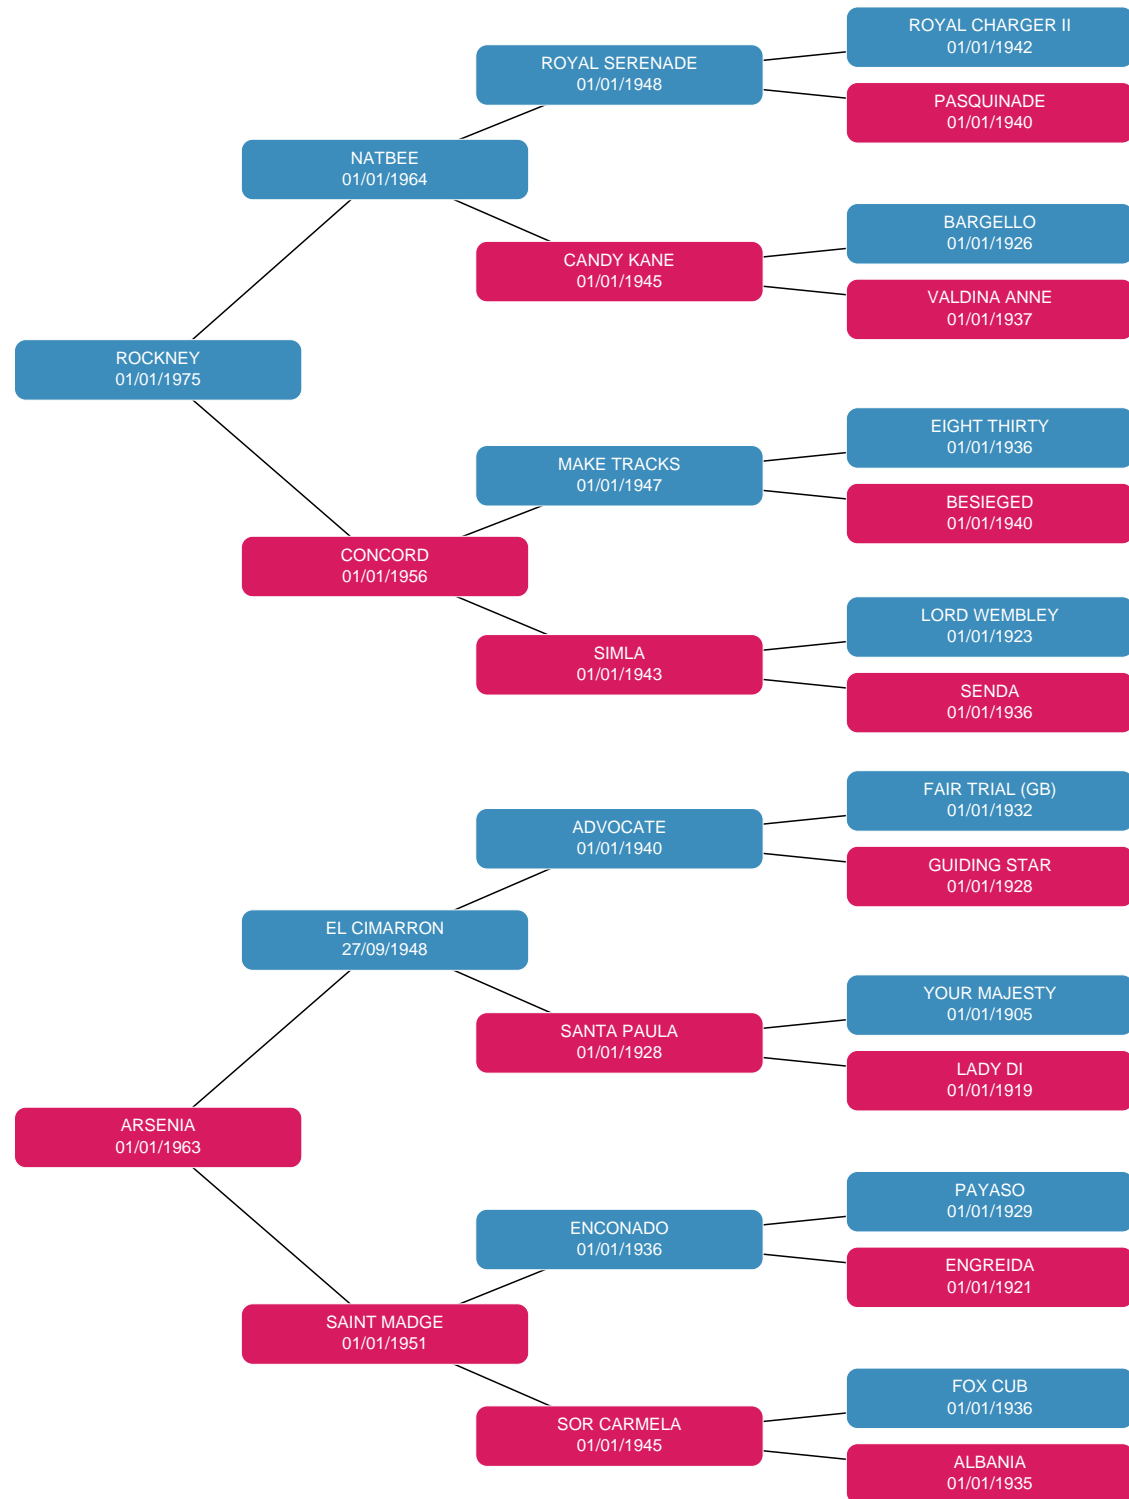 ROYAL CHARGER II
01/01/1942
ROYAL SERENADE
01/01/1948
PASQUINADE
01/01/1940
NATBEE
01/01/1964
BARGELLO
01/01/1926
CANDY KANE
01/01/1945
VALDINA ANNE
01/01/1937
ROCKNEY
01/01/1975
EIGHT THIRTY
01/01/1936
MAKE TRACKS
01/01/1947
BESIEGED
01/01/1940
CONCORD
01/01/1956
LORD WEMBLEY
01/01/1923
SIMLA
01/01/1943
SENDA
01/01/1936
FAIR TRIAL (GB)
01/01/1932
ADVOCATE
01/01/1940
GUIDING STAR
01/01/1928
EL CIMARRON
27/09/1948
YOUR MAJESTY
01/01/1905
SANTA PAULA
01/01/1928
LADY DI
01/01/1919
ARSENIA
01/01/1963
PAYASO
01/01/1929
ENCONADO
01/01/1936
ENGREIDA
01/01/1921
SAINT MADGE
01/01/1951
FOX CUB
01/01/1936
SOR CARMELA
01/01/1945
ALBANIA
01/01/1935